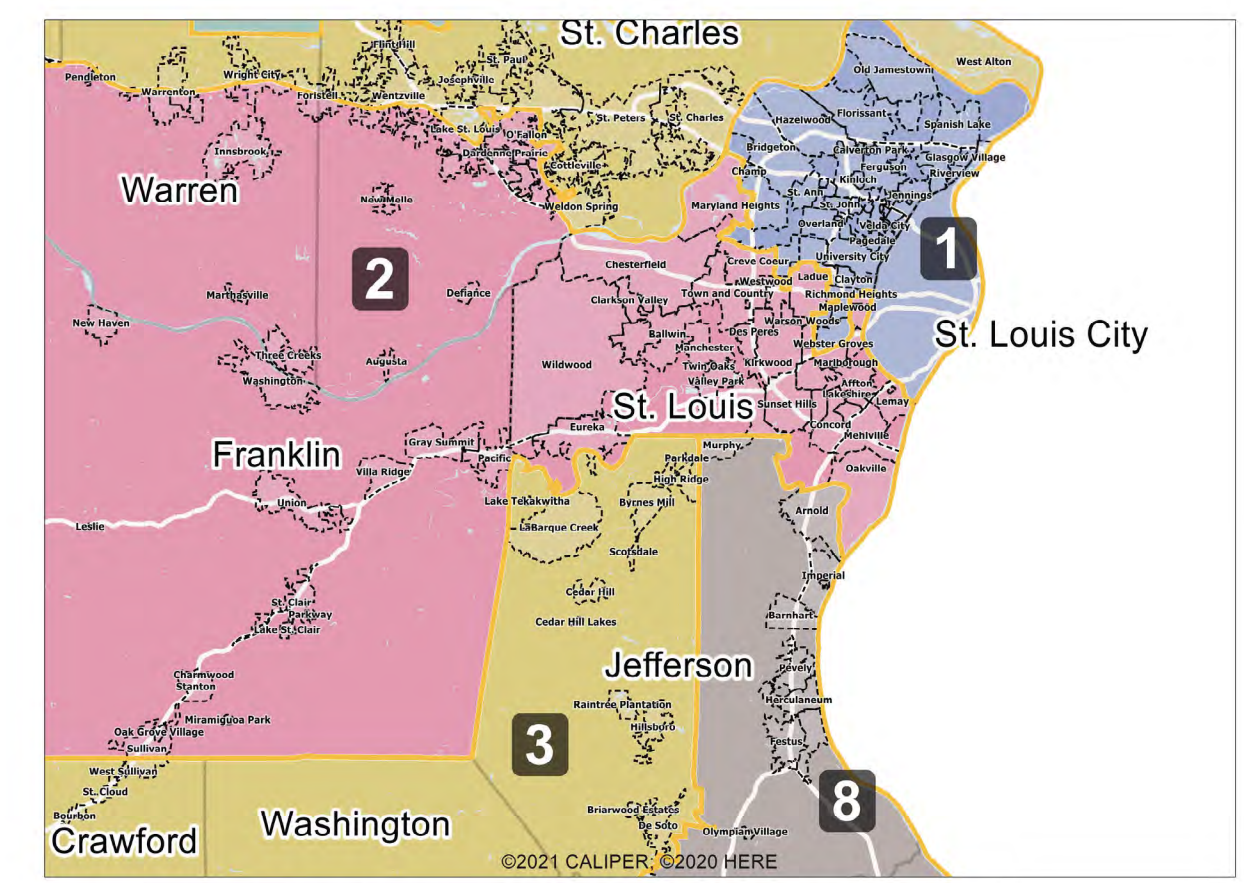 St. Charles
West Alton
Flint Hill
St. Paul
Old Jamestown
Pendleton
Wright City
Josephville
Warrenton
Foristell
Wentzville
St. Peters
St. Charles
Hazelwood
Florissant
Spanish Lake
Lake St. Louis
O'Fallon
Innsbrook
Dardenne Prairie
Cottleville
Bridgeton
Calverton Park
Glasgow Village
Ferguson
Riverview
Champ
Kinloch
Warren
New Melle
Weldon Spring
Maryland Heights
St. Ann
St. John
Jennings
Overland
Velda City
Pagedale
1
University City
2
Chesterfield
Creve Coeur
Westwood
Ladue
Clayton
Marthasville
Defiance
Clarkson Valley
Town and Country
Richmond Heights
Maplewood
New Haven
Warson Woods
St. Louis City
Ballwin
Des Peres
Webster Groves
Manchester
Three Creeks
Augusta
Wildwood
Twin Oaks
Kirkwood
Marlborough
Washington
Valley Park
Affton
Lakeshire
St. Louis
Sunset Hills
Lemay
Eureka
Concord
Mehlville
Franklin
Gray Summit
Murphy
Villa Ridge
Pacific
Parkdale
Oakville
High Ridge
Union
Lake Tekakwitha
Byrnes Mill
Arnold
Leslie
LaBarque Creek
Scotsdale
Imperial
St. Clair
Cedar Hill
Parkway
Barnhart
Lake St. Clair
Cedar Hill Lakes
Jefferson
Pevely
Charmwood
Stanton
Herculaneum
Raintree Plantation
Miramiguoa Park
Hillsboro
Oak Grove Village
3
Festus
Sullivan
West Sullivan
St. Cloud
8
Bourbon
Briarwood Estates
De Soto
Olympian Village
Crawford
Washington
©2021 CALIPER; ©2020 HERE